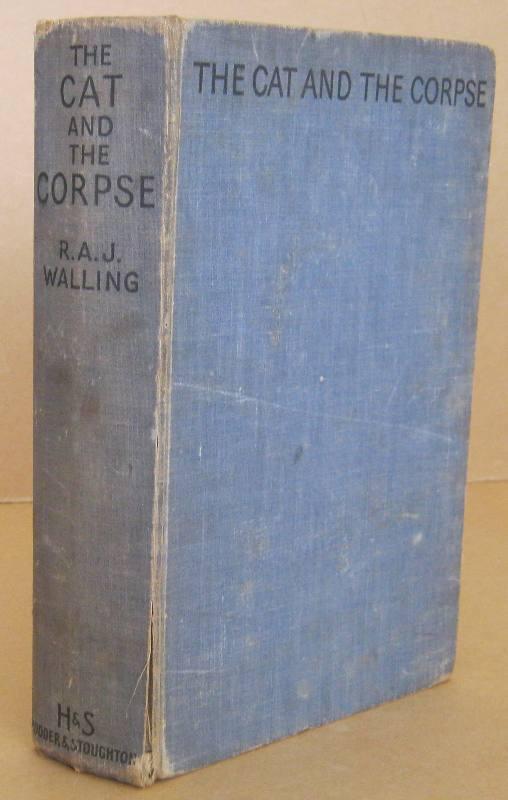 THE
CAT
AND
THE
CORPSE
R.A.J.
WALLING
H&S
HODDER & STOUGHTON
THE CAT AND THE CORPSE